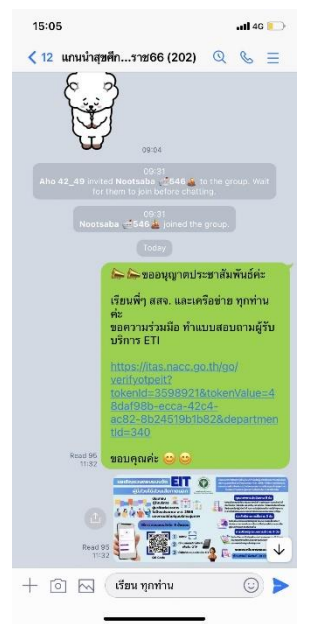 15:05
4G
12 แกนนำสุขศึก...ราช66 (202)
09:04
09:31
Aho 42_49 invited Nootsaba 546 to the group. Wait
for them to join before chatting.
09:31
Nootsaba 546 joined the group.
Today
ขออนุญาตประชาสัมพันธ์ค่ะ
เรียนพี่ๆ สสจ. และเครือข่าย ทุกท่าน
ค่ะ
ขอความร่วมมือ ทำแบบสอบถามผู้รับ
บริการ ETI
https://itas.nacc.go.th/go/
verifyotpeit?
tokenId=3598921&tokenValue=4
8daf98b-ecca-42c4-
ac82-8b24519b1b82&departmen
tId=340
ขอบคุณค่ะ
Read 95
11:32
EIT
Read 95
11:32
เรียน ทุกท่าน